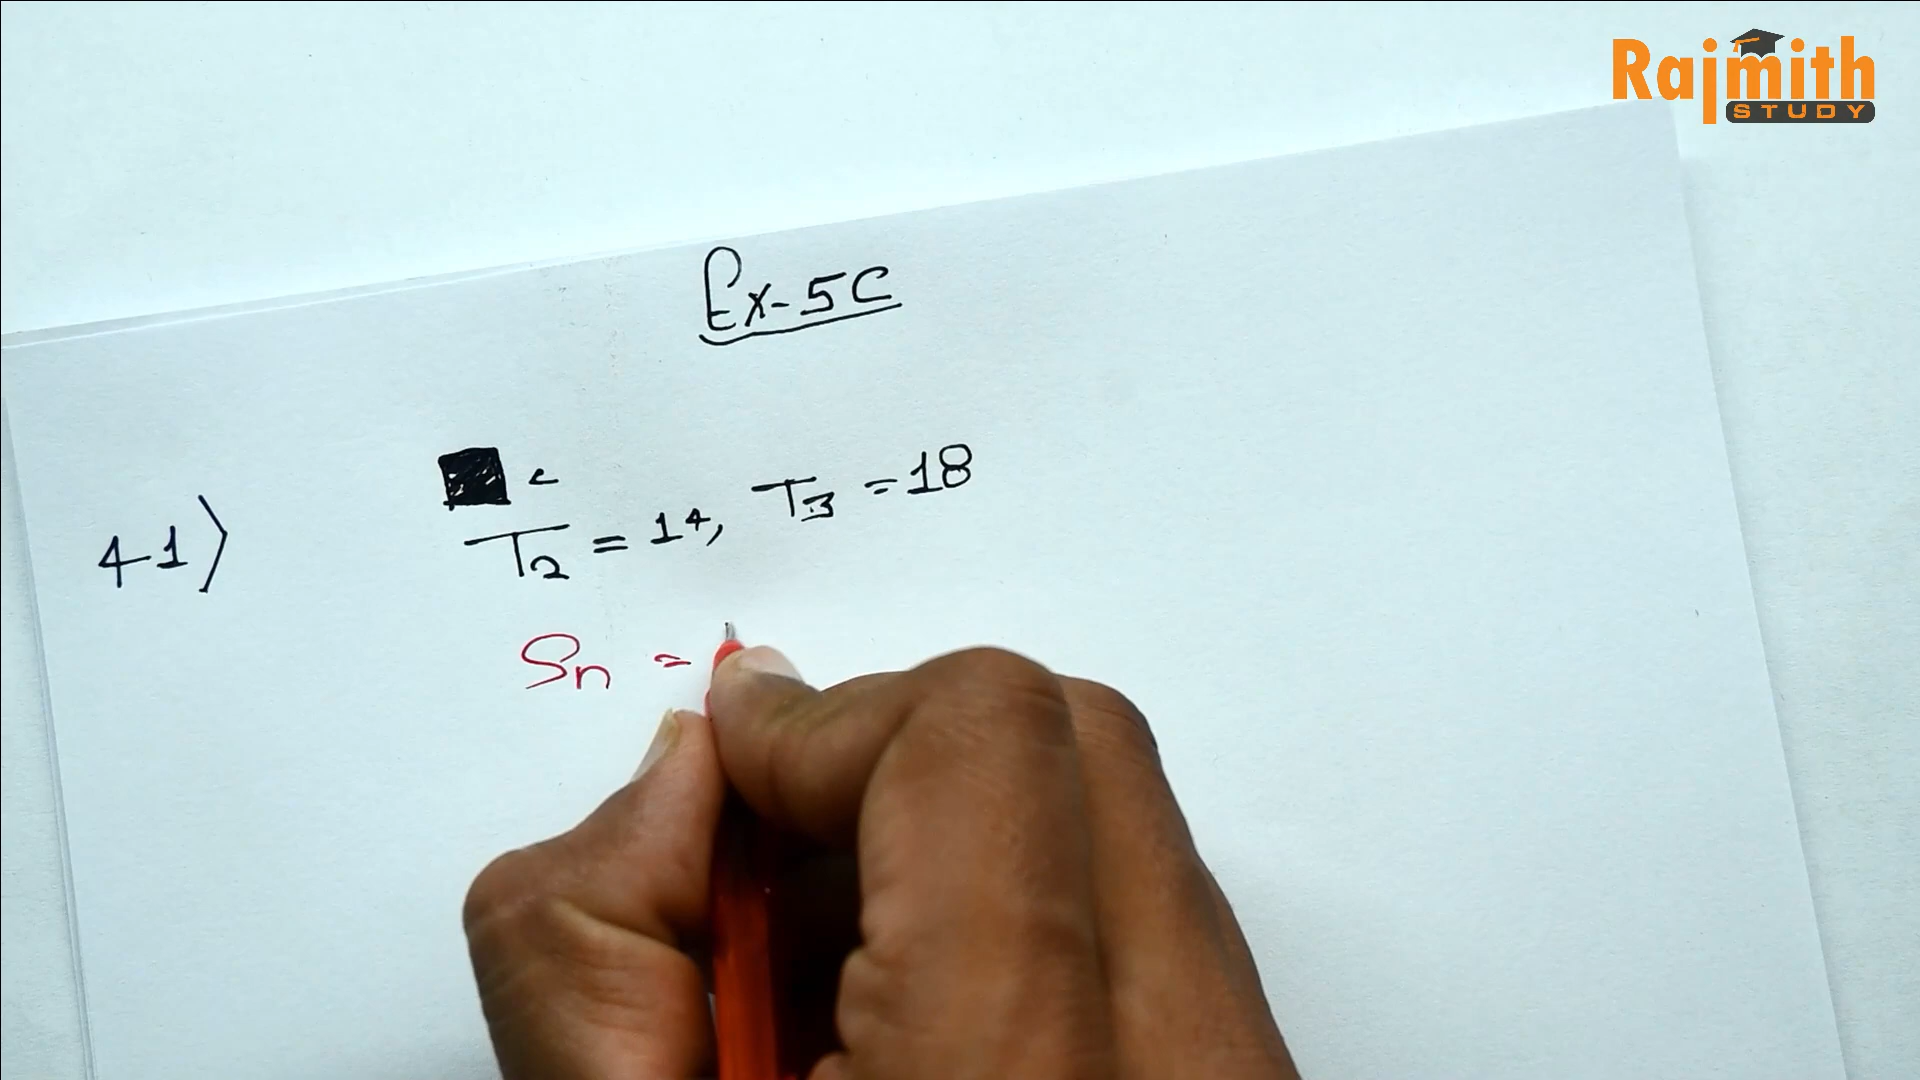 Rajmith
STUDY
Ex-5C
41) T2 = 14, T3 = 18
Sn =